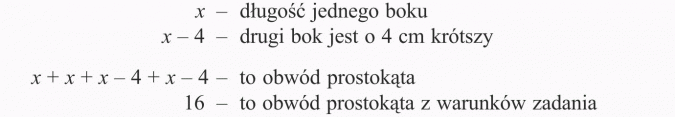 x – długość jednego boku
x – 4 – drugi bok jest o 4 cm krótszy
x + x + x – 4 + x – 4 – to obwód prostokąta
16 – to obwód prostokąta z warunków zadania